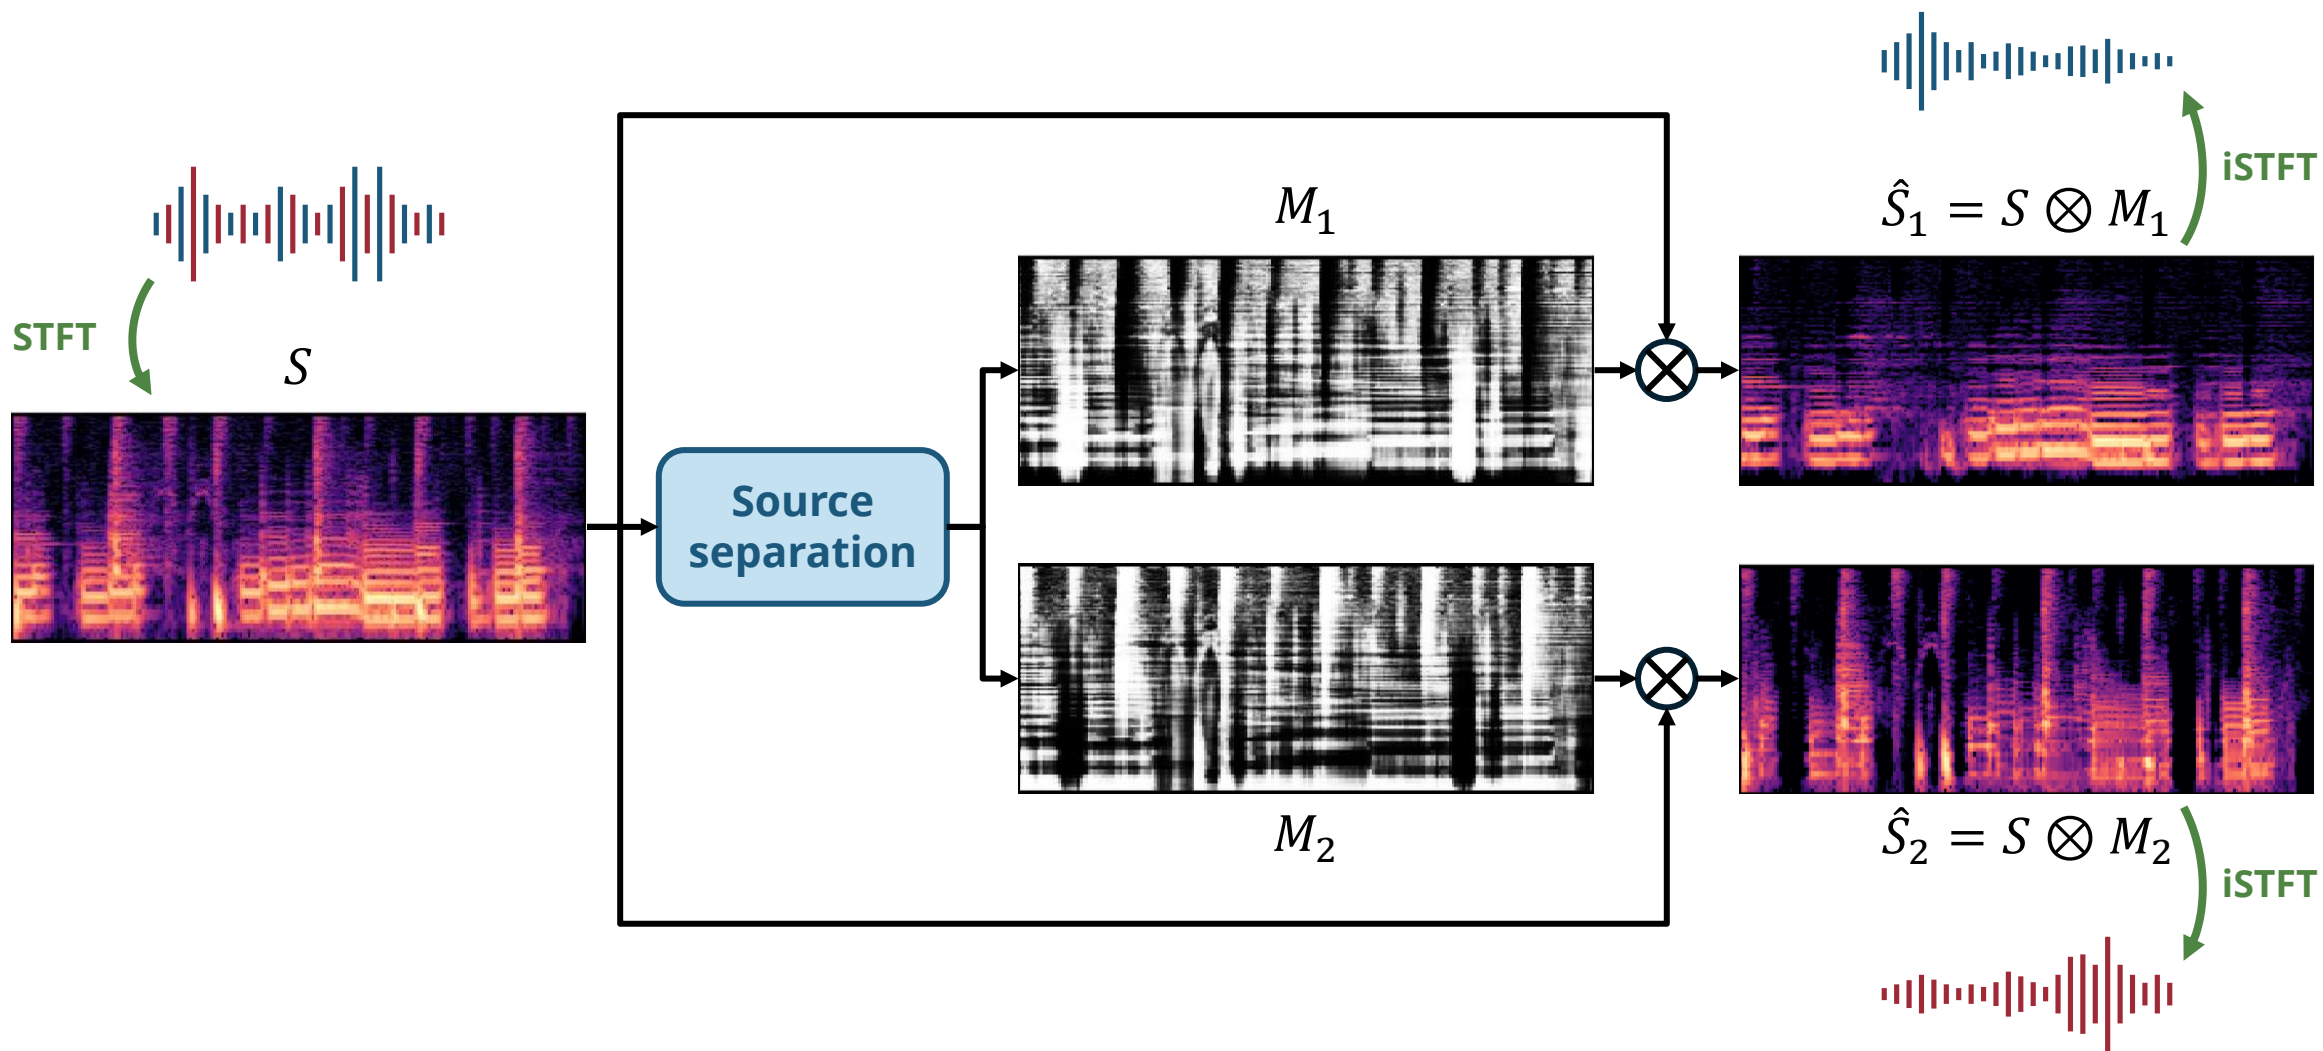 STFT
S
Source
separation
M₁
M₂
Ŝ₁ = S ⊗ M₁
iSTFT
Ŝ₂ = S ⊗ M₂
iSTFT